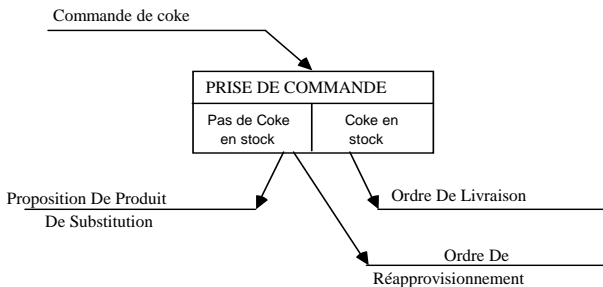 Commande de coke
PRISE DE COMMANDE
Pas de Coke
en stock
Coke en
stock
Proposition De Produit
De Substitution
Ordre De Livraison
Ordre De
Réapprovisionnement